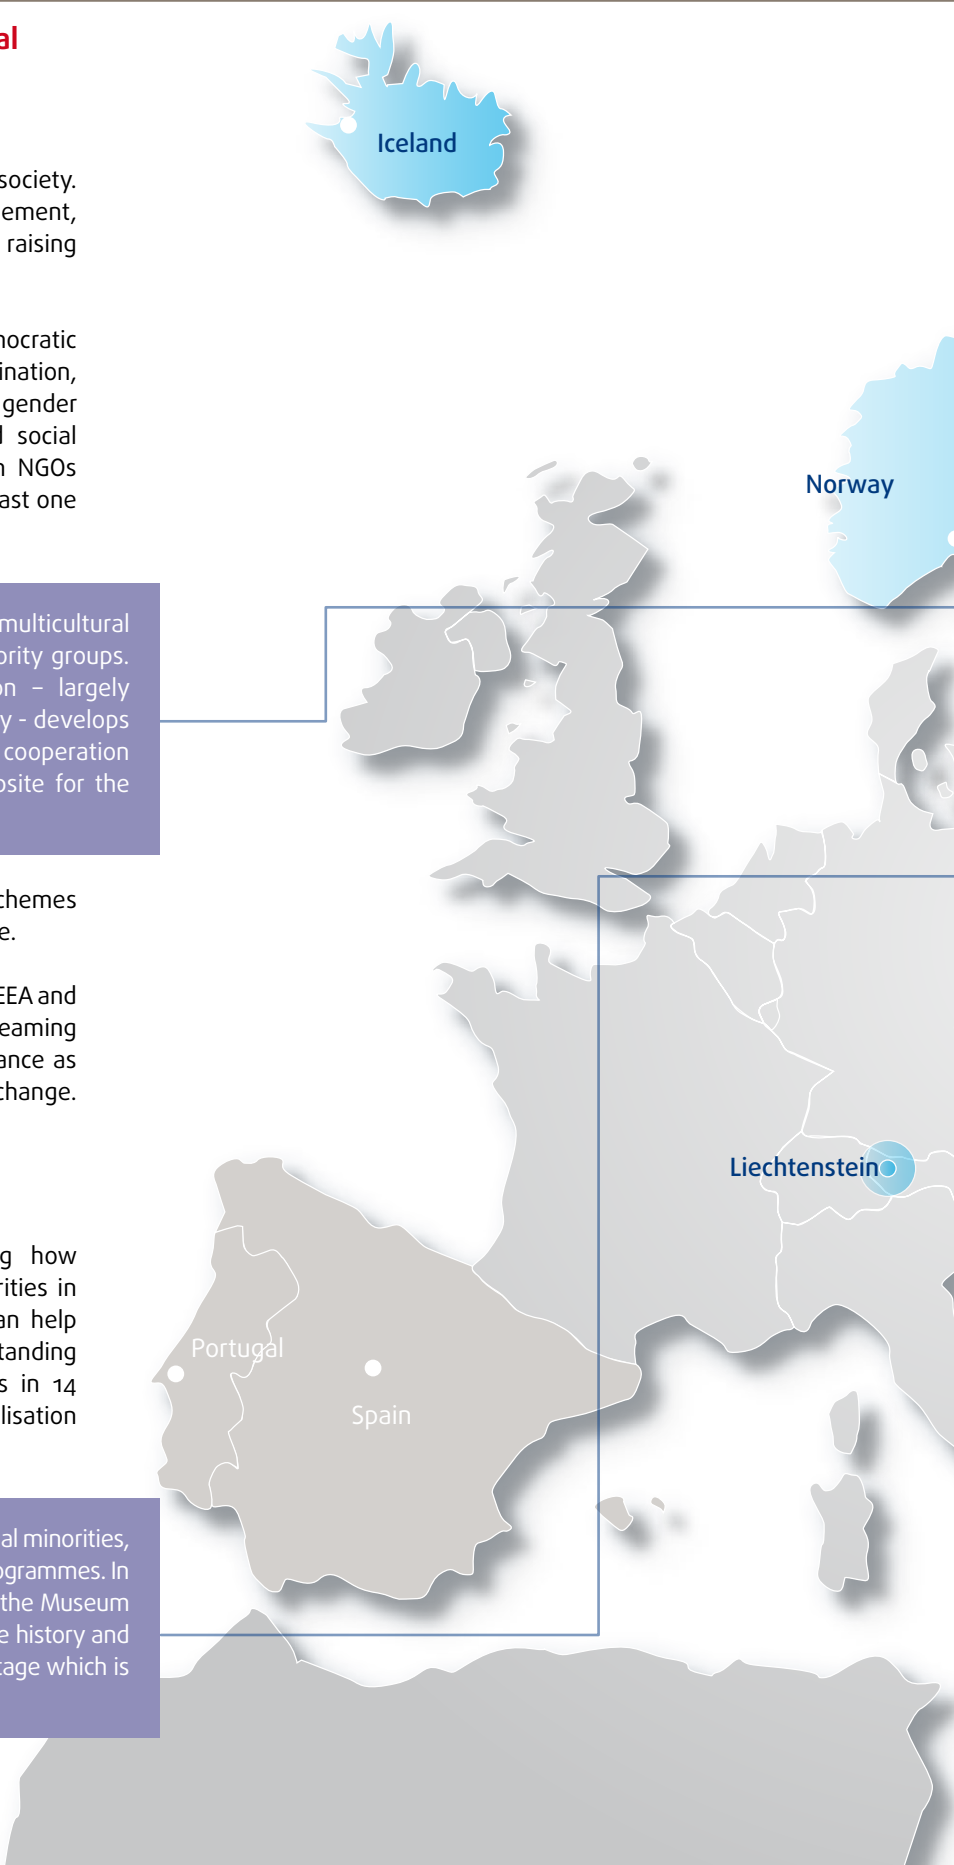 al
society.
ement,
raising
nocratic
ination,
gender
social
NGOs
ast one
multicultural
ority groups.
on – largely
y - develops
cooperation
site for the
chemes
e.
EEA and
eaming
ance as
change.
g how
rities in
an help
tanding
s in 14
lisation
al minorities,
ogrammes. In
the Museum
e history and
tage which is
Iceland
Norway
Liechtenstein
Portugal
Spain